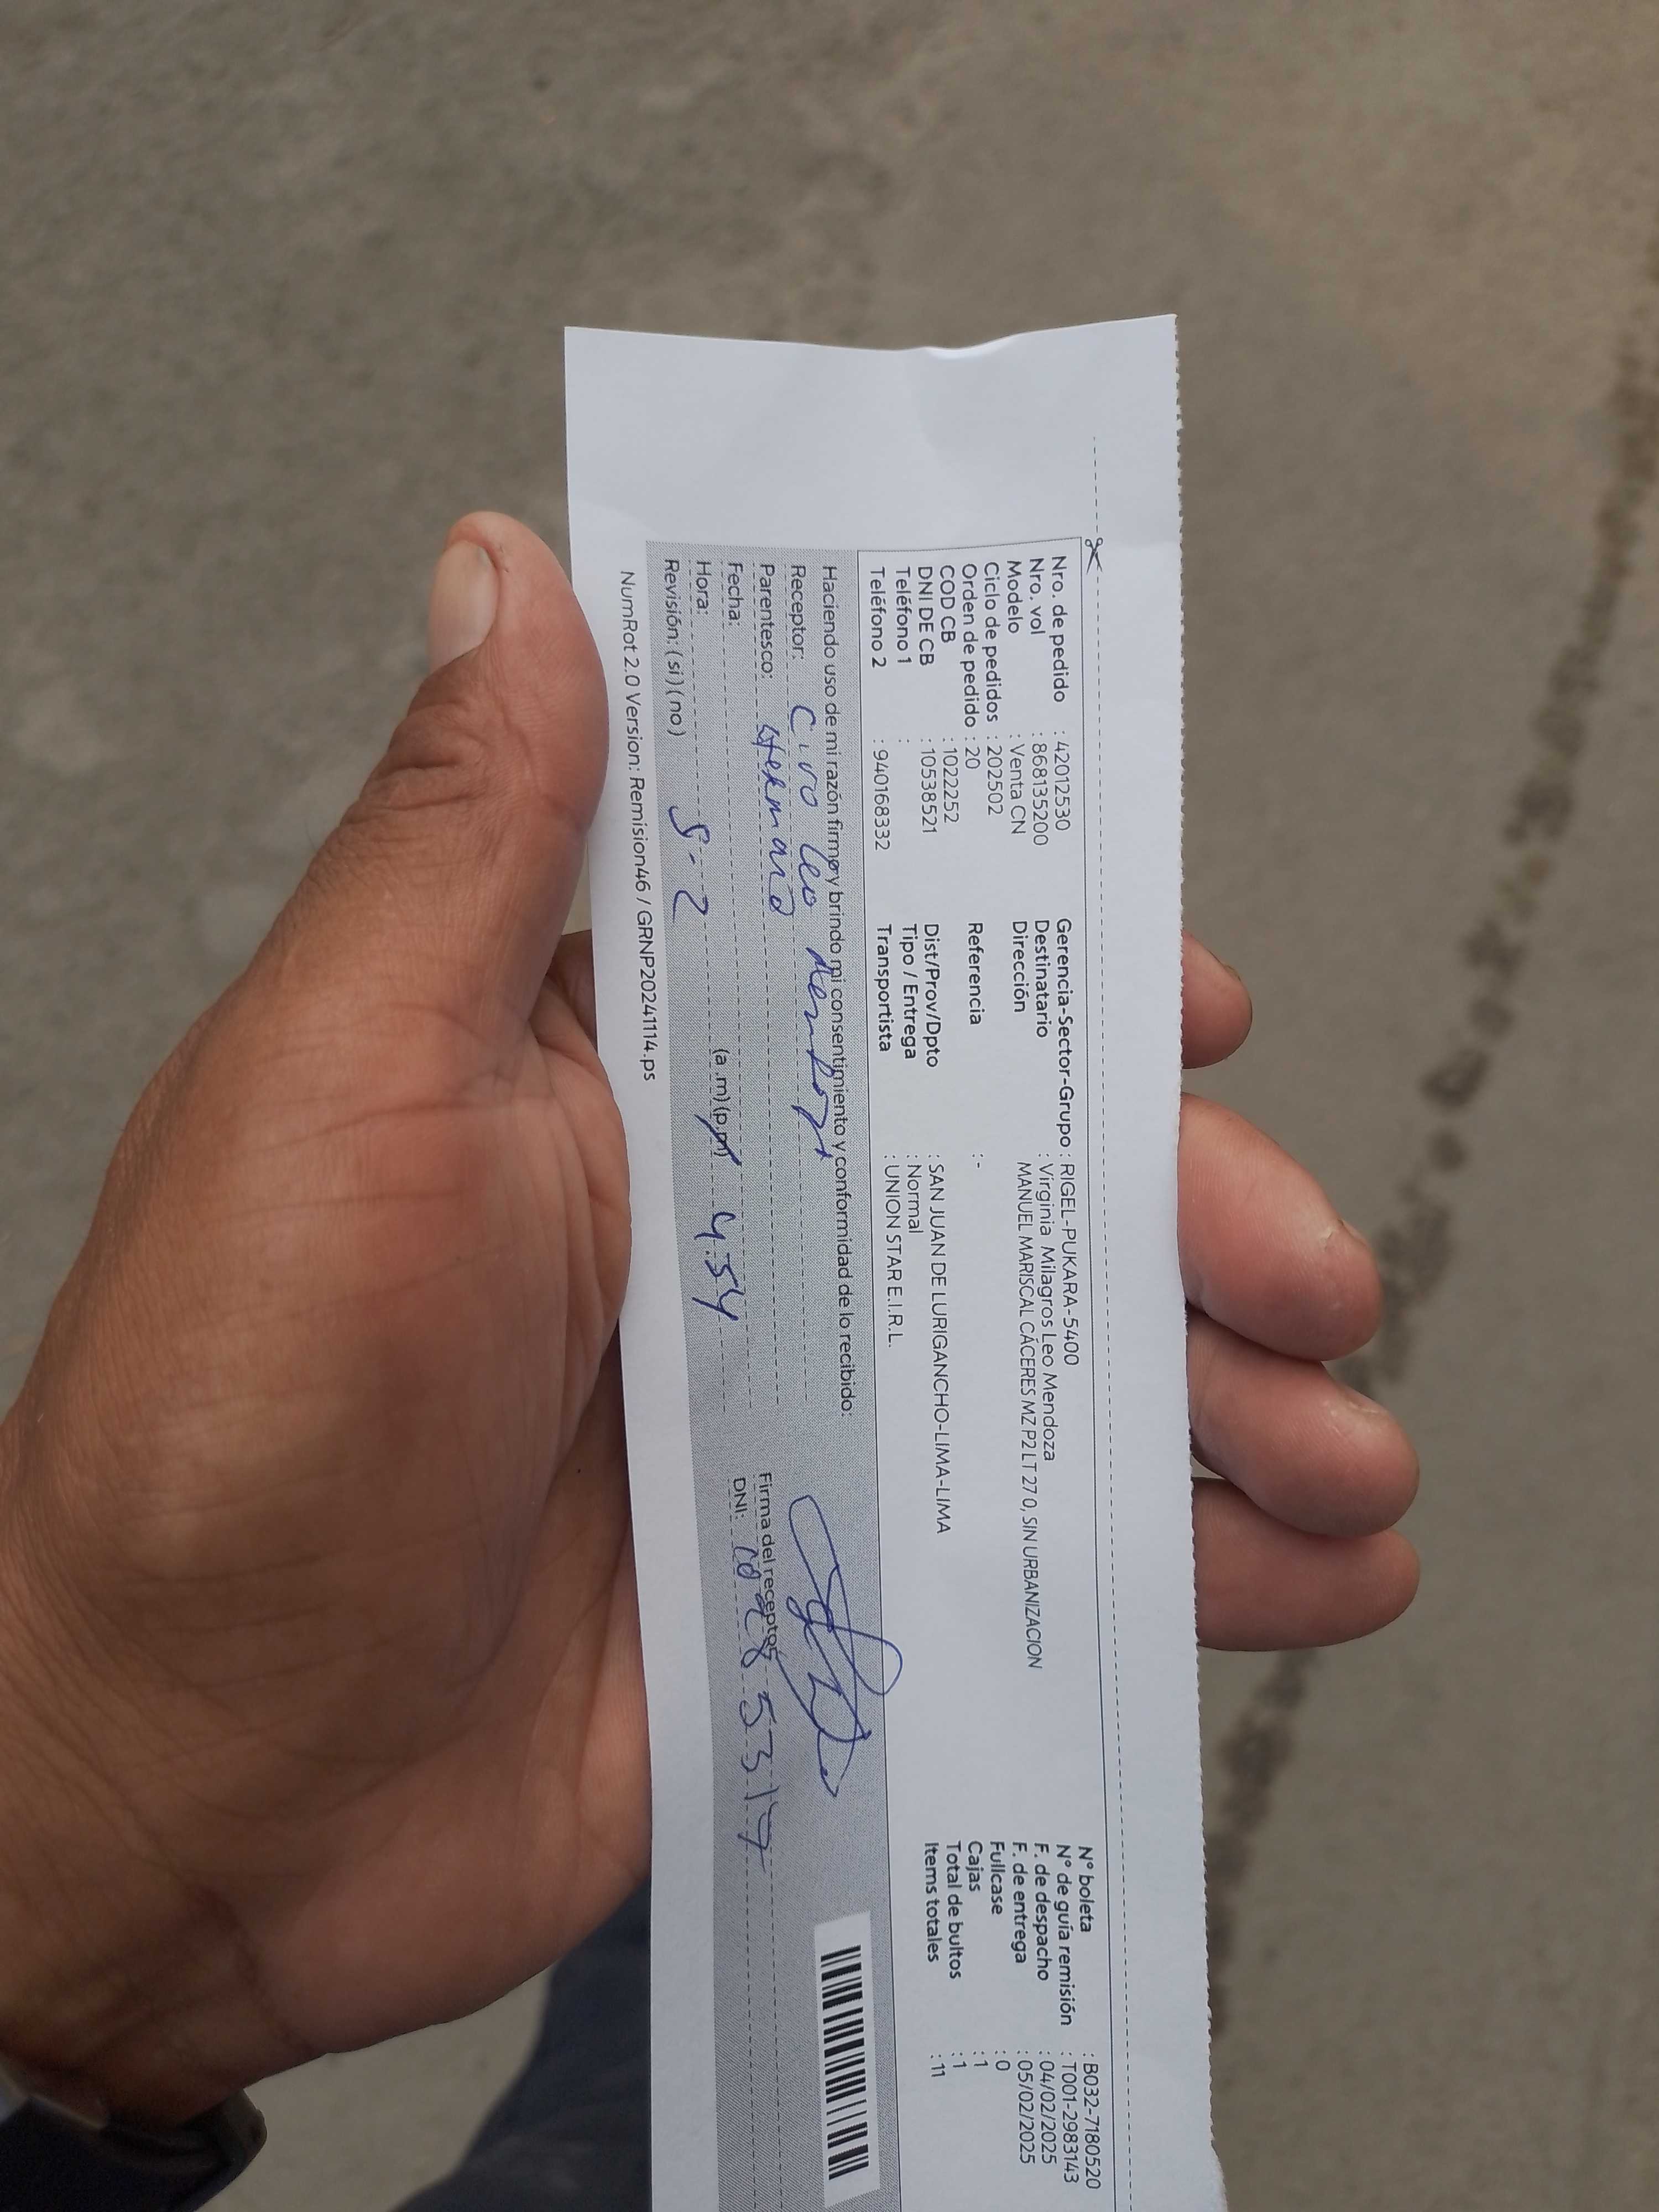 Nro. de pedido : 42012530
Nro. vol : 868135200
Modelo : Venta CN
Ciclo de pedidos : 202502
Orden de pedido : 20
COD CB : 1022252
DNI DE CB : 10538521
Teléfono 1 :
Teléfono 2 : 940168332
Gerencia-Sector-Grupo : RIGEL-PUKARA-5400
Destinatario : Virginia Milagros Leo Mendoza
Dirección MANUEL MARISCAL CÁCERES MZ P2 LT 27 0, SIN URBANIZACION
Referencia : -
Dist/Prov/Dpto : SAN JUAN DE LURIGANCHO-LIMA-LIMA
Tipo / Entrega : Normal
Transportista : UNION STAR E.I.R.L.
N° boleta : B032-7180520
N° de guía remisión : T001-2983143
F. de despacho : 04/02/2025
F. de entrega : 05/02/2025
Fullcase : 0
Cajas : 1
Total de bultos : 1
Items totales : 11
Haciendo uso de mi razón firmo y brindo mi consentimiento y conformidad de lo recibido:
Receptor: Ciro Leo
Parentesco: Hermano
Fecha:
Hora: 5-2 (a.m)(p.m) 4:54
Revisión: (si) (no)
Firma del receptor
DNI:
NumRot 2.0 Version: Remision46 / GRNP20241114.ps